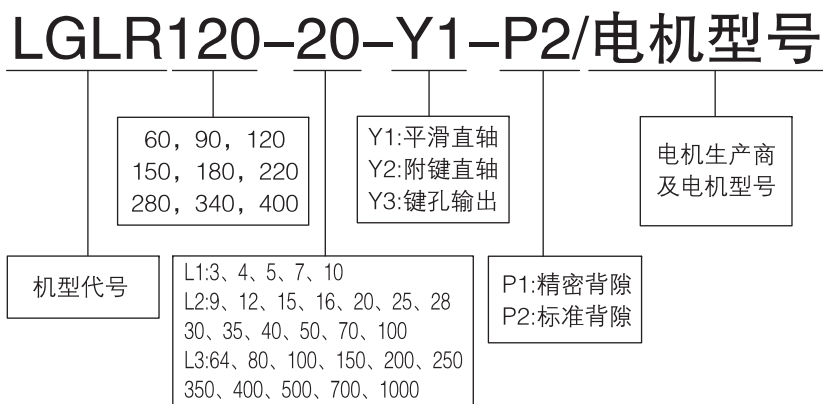 LGLR120-20-Y1-P2/电机型号
60，90，120
150，180，220
280，340，400
Y1:平滑直轴
Y2:附键直轴
Y3:键孔输出
电机生产商
及电机型号
机型代号
L1:3、4、5、7、10
L2:9、12、15、16、20、25、28
30、35、40、50、70、100
L3:64、80、100、150、200、250
350、400、500、700、1000
P1:精密背隙
P2:标准背隙